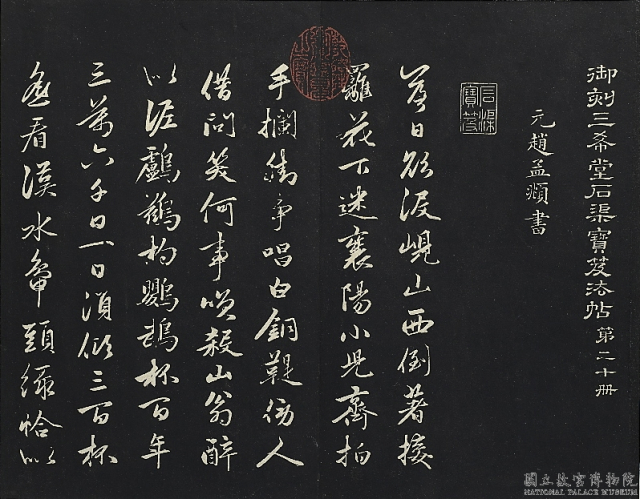 御刻三希堂石渠寶笈法帖 第二十冊
元趙孟頫書
石渠寶笈
落日欲沒峴山西倒著接
䍦花下迷襄陽小兒齊拍
手攔街爭唱白銅鞮傍人
借問笑何事笑殺山翁醉
似泥鸕鶿杓鸚鵡杯百年
三萬六千日一日須傾三百杯
遙看漢水鴨頭綠恰似
國立故宮博物院
NATIONAL PALACE MUSEUM